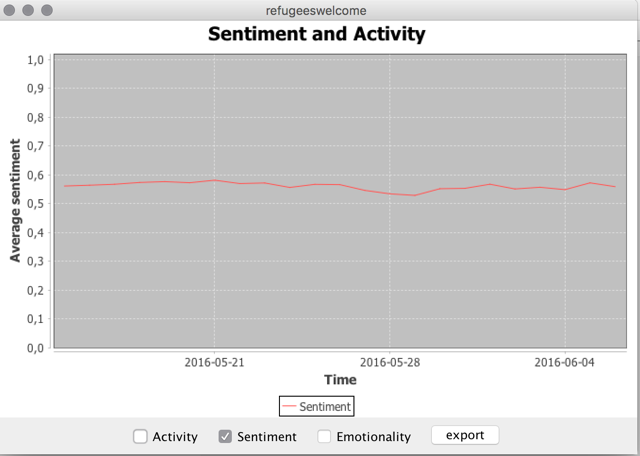 refugeeswelcome
Sentiment and Activity
1,0
0,9
0,8
0,7
0,6
0,5
0,4
0,3
0,2
0,1
0,0
Average sentiment
2016-05-21 2016-05-28 2016-06-04
Time
Sentiment
Activity Sentiment Emotionality export